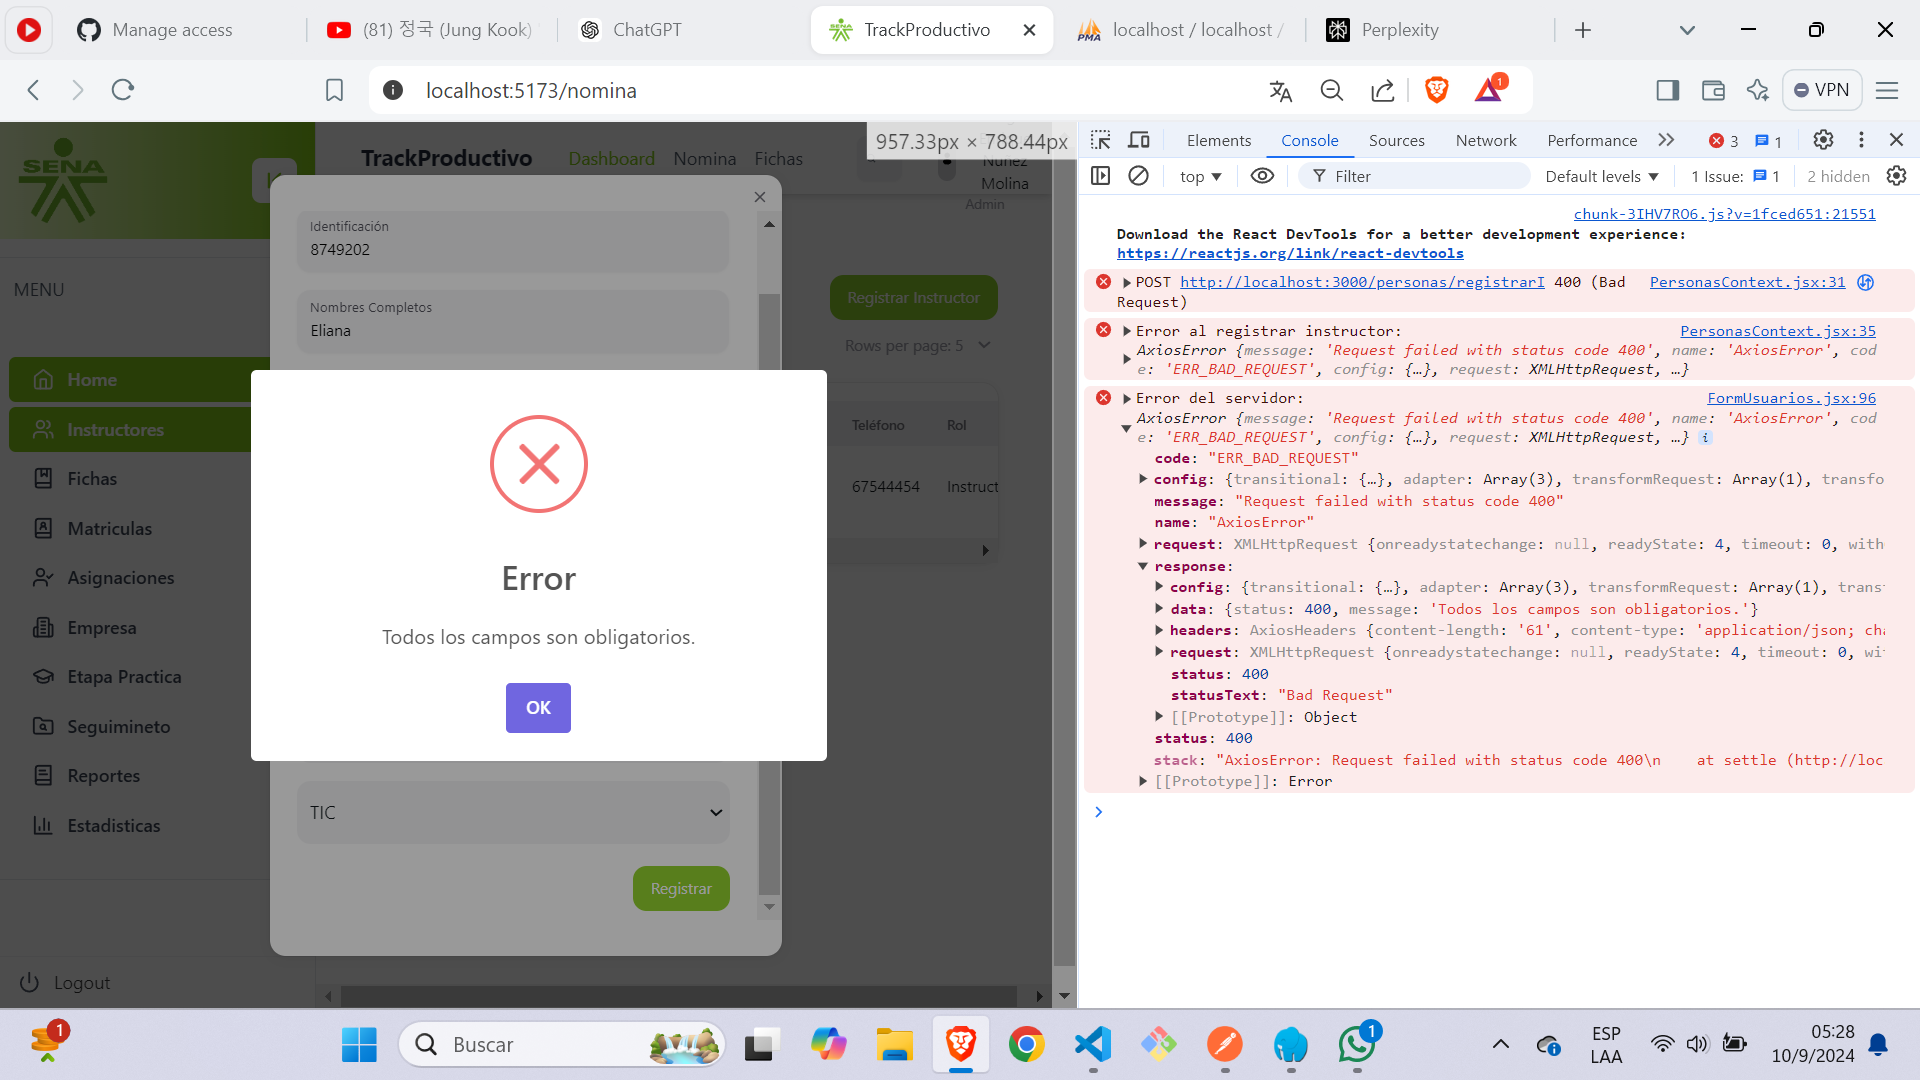 Manage access
(81) 정국 (Jung Kook)
ChatGPT
TrackProductivo
localhost / localhost /
Perplexity
localhost:5173/nomina
1
VPN
SENA
TrackProductivo
Dashboard
Nomina
Fichas
957.33px × 788.44px
Nuñez
Molina
Admin
MENU
Home
Instructores
Fichas
Matriculas
Asignaciones
Empresa
Etapa Practica
Seguimineto
Reportes
Estadisticas
Logout
Identificación
8749202
Nombres Completos
Eliana
Registrar Instructor
Rows per page: 5
Teléfono
Rol
67544454
Instruct
Error
Todos los campos son obligatorios.
OK
TIC
Registrar
Elements
Console
Sources
Network
Performance
3
1
top
Filter
Default levels
1 Issue: 1
2 hidden
chunk-3IHV7RO6.js?v=1fced651:21551
Download the React DevTools for a better development experience:
https://reactjs.org/link/react-devtools
POST http://localhost:3000/personas/registrarI 400 (Bad PersonasContext.jsx:31
Request)
Error al registrar instructor: PersonasContext.jsx:35
AxiosError {message: 'Request failed with status code 400', name: 'AxiosError', cod
e: 'ERR_BAD_REQUEST', config: {…}, request: XMLHttpRequest, …}
Error del servidor: FormUsuarios.jsx:96
AxiosError {message: 'Request failed with status code 400', name: 'AxiosError', cod
e: 'ERR_BAD_REQUEST', config: {…}, request: XMLHttpRequest, …} i
code: "ERR_BAD_REQUEST"
config: {transitional: {…}, adapter: Array(3), transformRequest: Array(1), transfo
message: "Request failed with status code 400"
name: "AxiosError"
request: XMLHttpRequest {onreadystatechange: null, readyState: 4, timeout: 0, with
response:
config: {transitional: {…}, adapter: Array(3), transformRequest: Array(1), trans
data: {status: 400, message: 'Todos los campos son obligatorios.'}
headers: AxiosHeaders {content-length: '61', content-type: 'application/json; cha
request: XMLHttpRequest {onreadystatechange: null, readyState: 4, timeout: 0, wi
status: 400
statusText: "Bad Request"
[[Prototype]]: Object
status: 400
stack: "AxiosError: Request failed with status code 400\n    at settle (http://loc
[[Prototype]]: Error
1
Buscar
1
ESP
LAA
05:28
10/9/2024